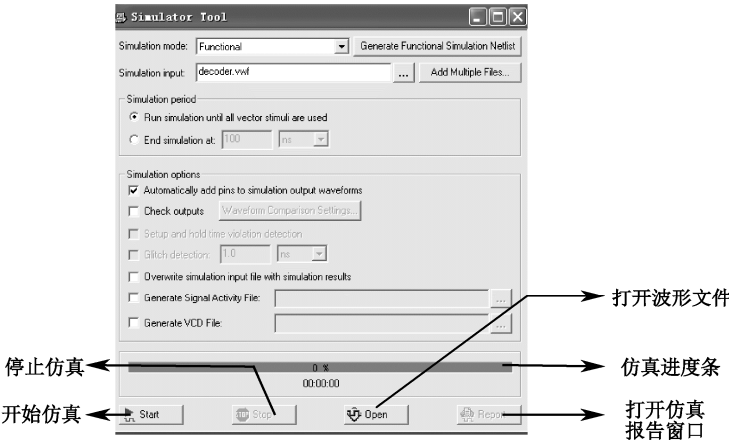 Simulator Tool
Simulation mode: Functional Generate Functional Simulation Netlist
Simulation input: decoder.vwf ... Add Multiple Files...
Simulation period
Run simulation until all vector stimuli are used
End simulation at: 100 ns
Simulation options
Automatically add pins to simulation output waveforms
Check outputs Waveform Comparison Settings...
Setup and hold time violation detection
Glitch detection: 1.0 ns
Overwrite simulation input file with simulation results
Generate Signal Activity File: ...
Generate VCD File: ...
打开波形文件
0 %
00:00:00
停止仿真
仿真进度条
开始仿真
Start Stop Open Report
打开仿真
报告窗口